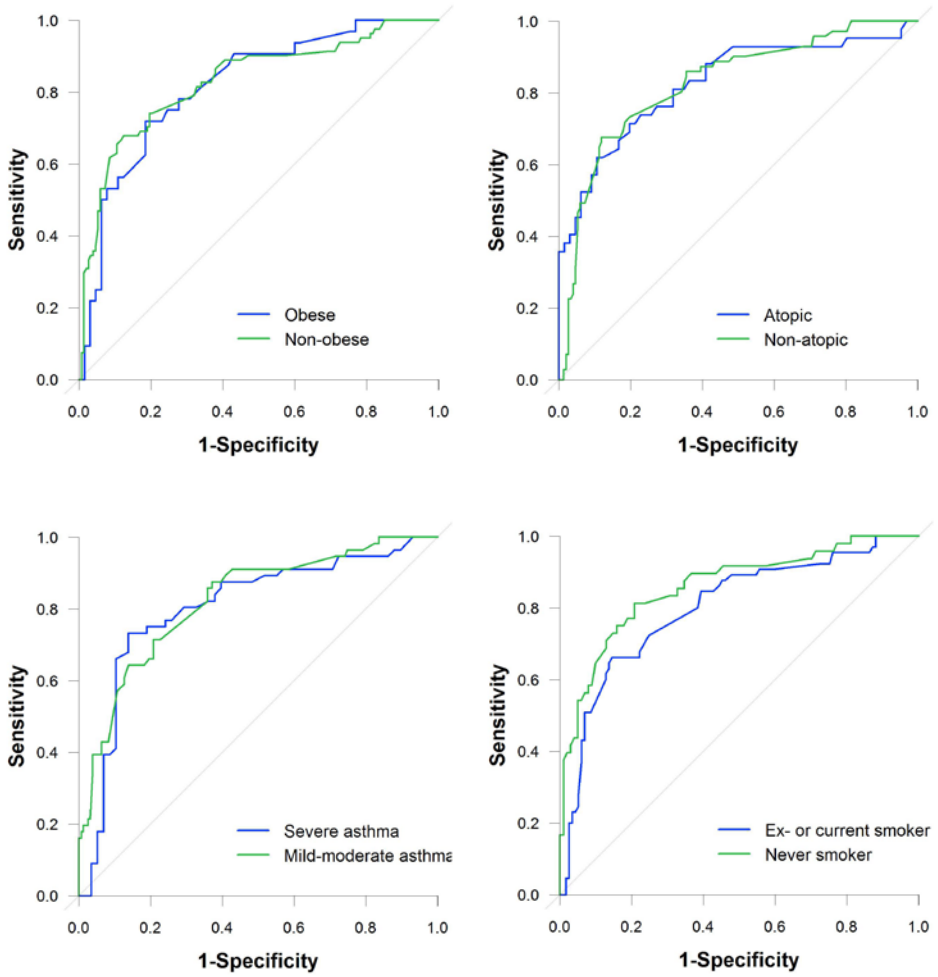 1.0
0.8
0.6
0.4
0.2
0.0
Sensitivity
Obese
Non-obese
0.0 0.2 0.4 0.6 0.8 1.0
1-Specificity
1.0
0.8
0.6
0.4
0.2
0.0
Sensitivity
Atopic
Non-atopic
0.0 0.2 0.4 0.6 0.8 1.0
1-Specificity
1.0
0.8
0.6
0.4
0.2
0.0
Sensitivity
Severe asthma
Mild-moderate asthma
0.0 0.2 0.4 0.6 0.8 1.0
1-Specificity
1.0
0.8
0.6
0.4
0.2
0.0
Sensitivity
Ex- or current smoker
Never smoker
0.0 0.2 0.4 0.6 0.8 1.0
1-Specificity